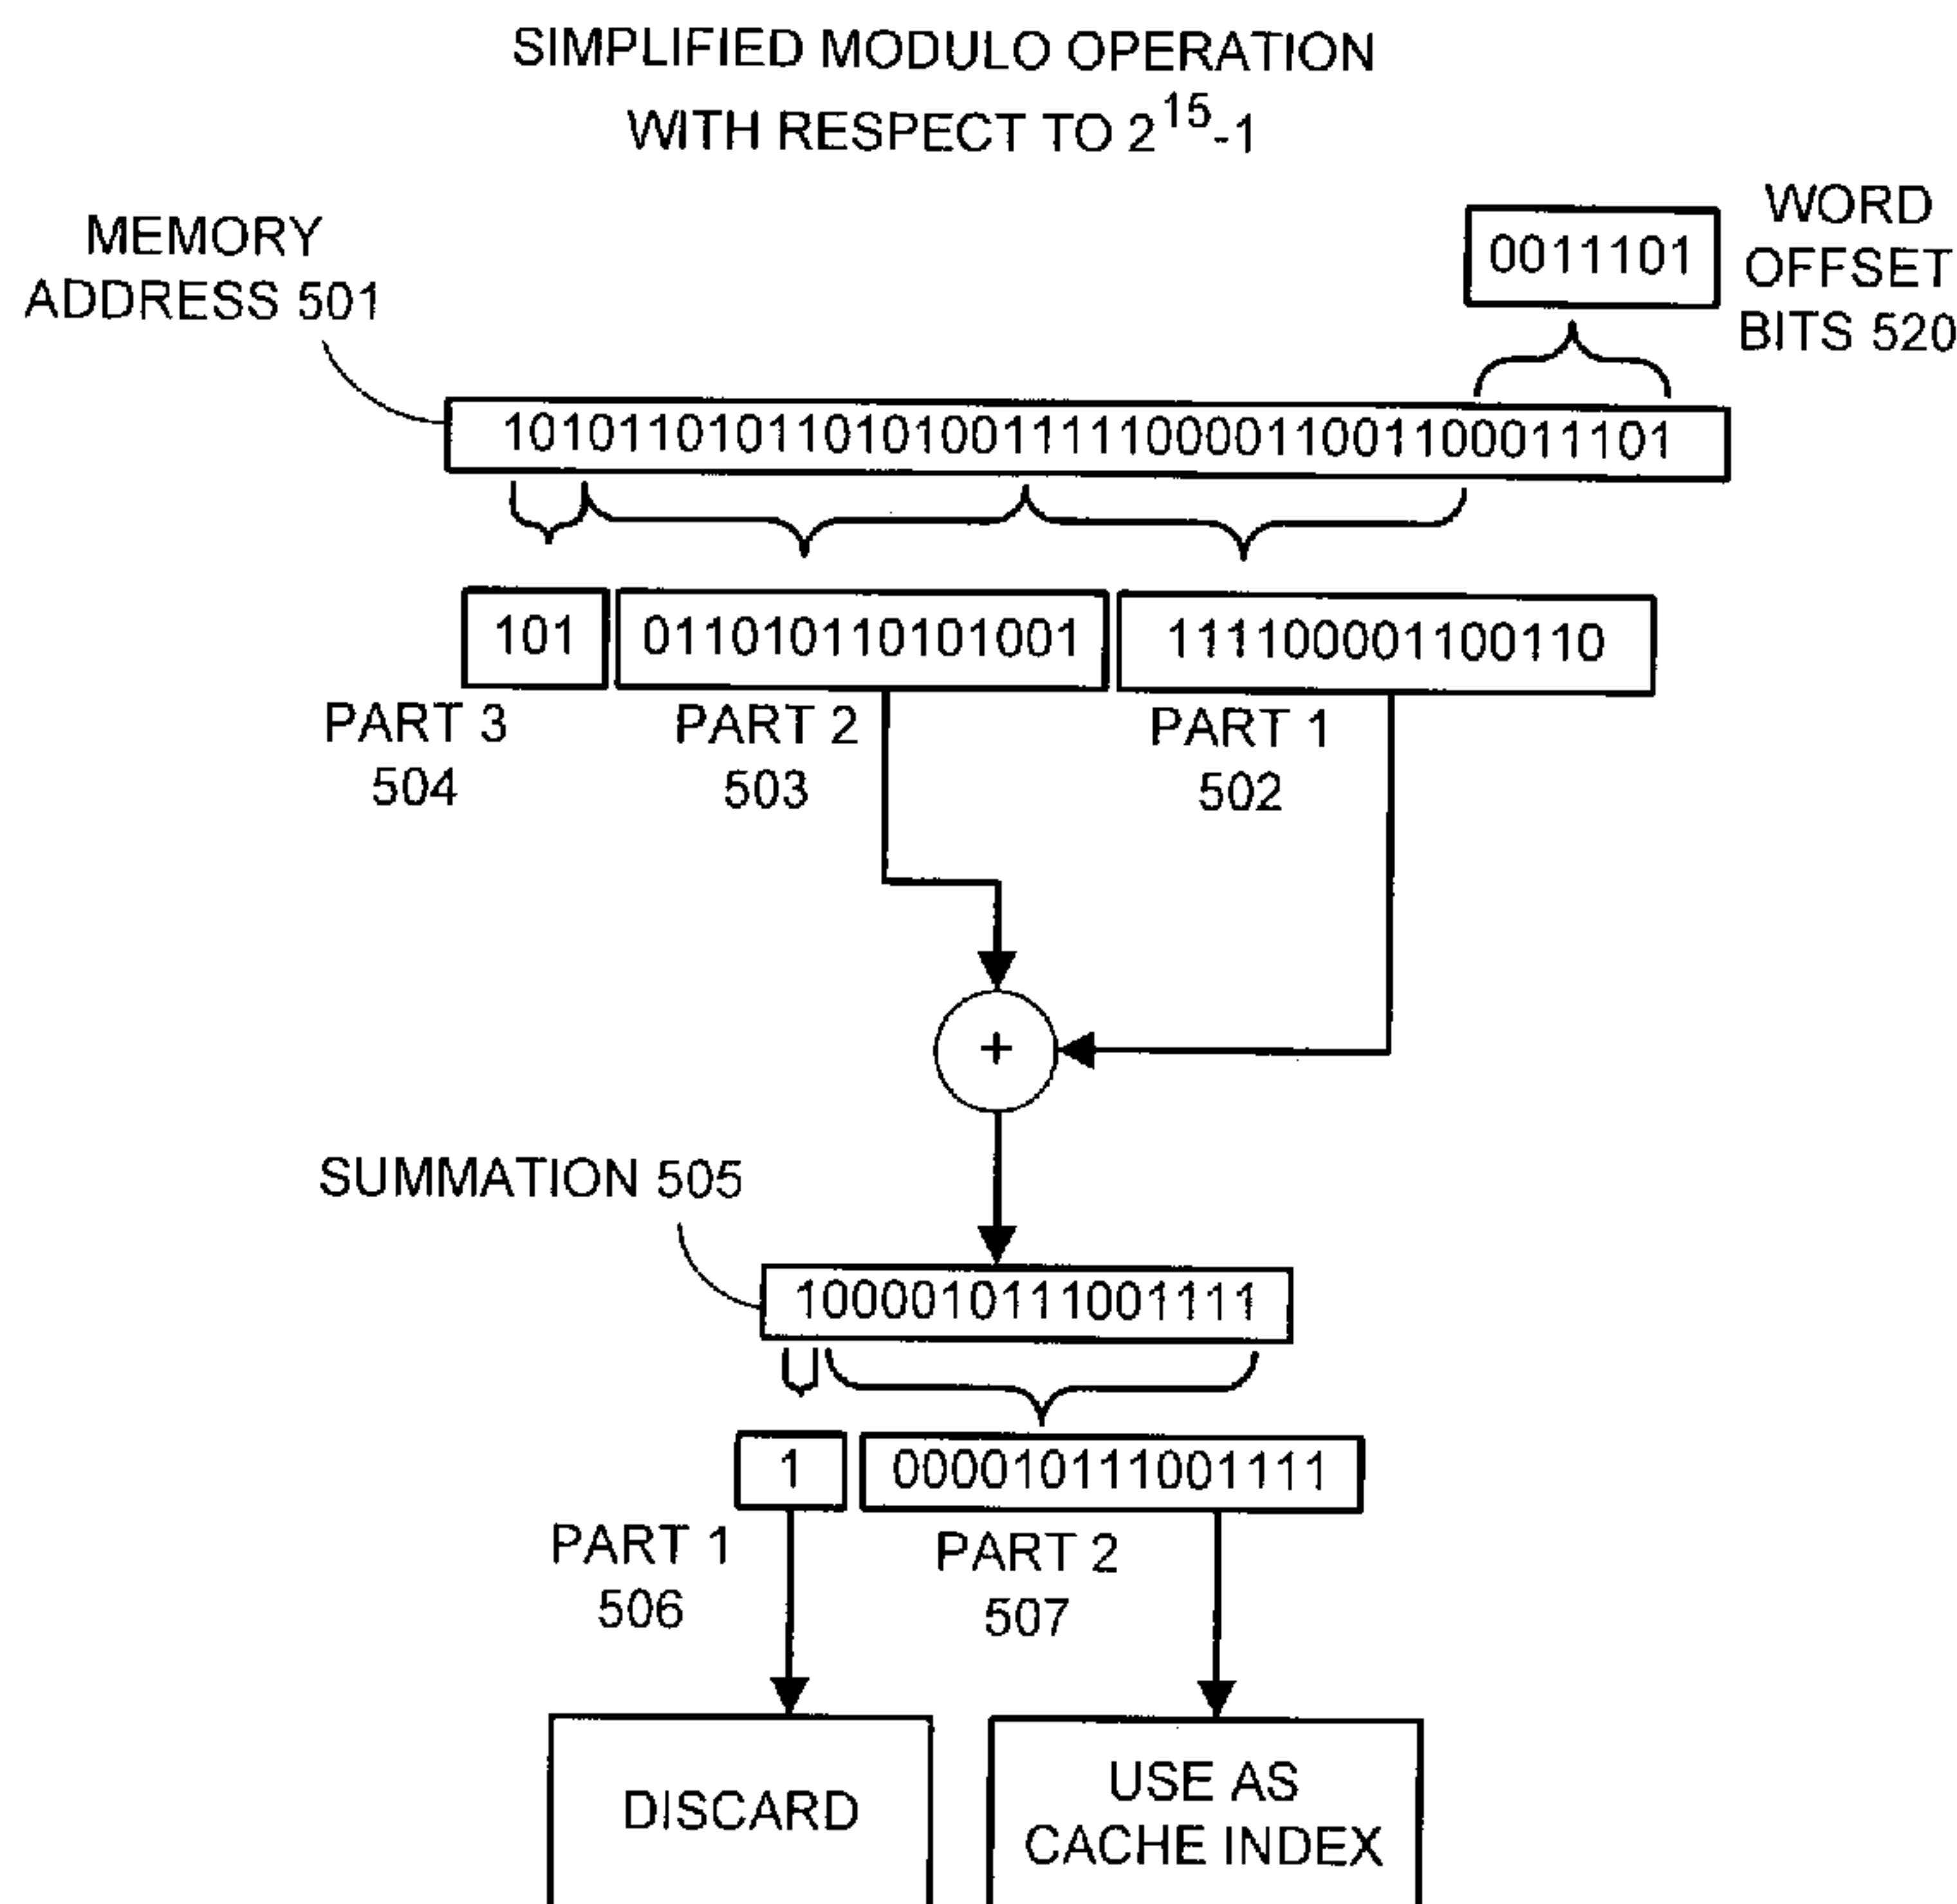 SIMPLIFIED MODULO OPERATION
WITH RESPECT TO 2^15-1
MEMORY
ADDRESS 501
0011101
WORD
OFFSET
BITS 520
1010110101101010011111000011001100011101
101
011010110101001
111100001100110
PART 3
504
PART 2
503
PART 1
502
+
SUMMATION 505
1000010111001111
1
000010111001111
PART 1
506
PART 2
507
DISCARD
USE AS
CACHE INDEX